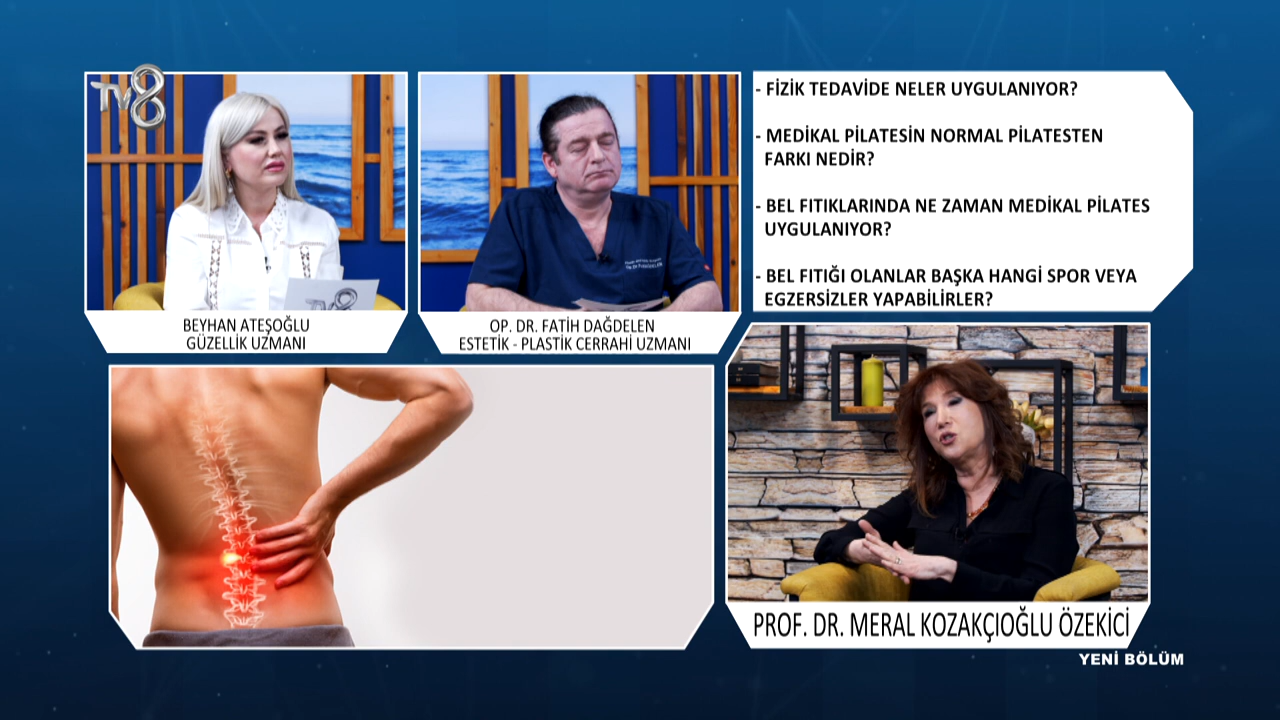 TV8
- FİZİK TEDAVİDE NELER UYGULANIYOR?
- MEDİKAL PİLATESİN NORMAL PİLATESTEN
FARKI NEDİR?
- BEL FITIKLARINDA NE ZAMAN MEDİKAL PİLATES
UYGULANIYOR?
- BEL FITIĞI OLANLAR BAŞKA HANGİ SPOR VEYA
EGZERSİZLER YAPABİLİRLER?
TV8
BEYHAN ATEŞOĞLU
GÜZELLİK UZMANI
OP. DR. FATİH DAĞDELEN
ESTETİK - PLASTİK CERRAHİ UZMANI
PROF. DR. MERAL KOZAKÇIOĞLU ÖZEKİCİ
YENİ BÖLÜM